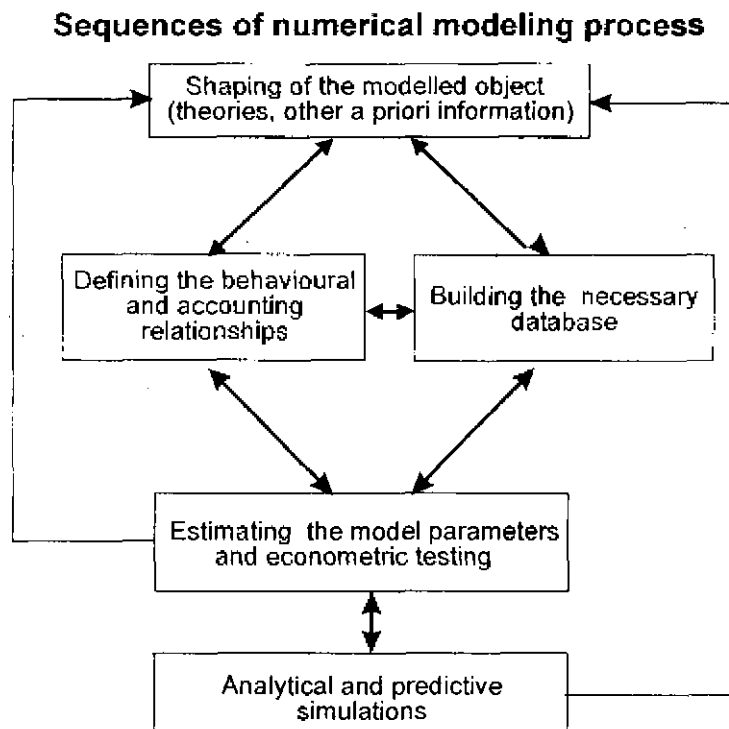 Sequences of numerical modeling process
Shaping of the modelled object
(theories, other a priori information)
Defining the behavioural
and accounting
relationships
Building the necessary
database
Estimating the model parameters
and econometric testing
Analytical and predictive
simulations